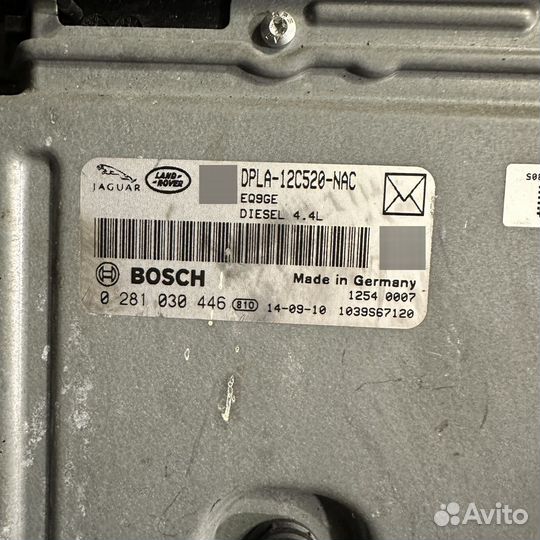 JAGUAR
LAND ROVER
DPLA-12C520-NAC
EQ9GE
DIESEL 4.4L
BOSCH
Made in Germany
1254 0007
0 281 030 446 810 14-09-10 1039S67120
Avito